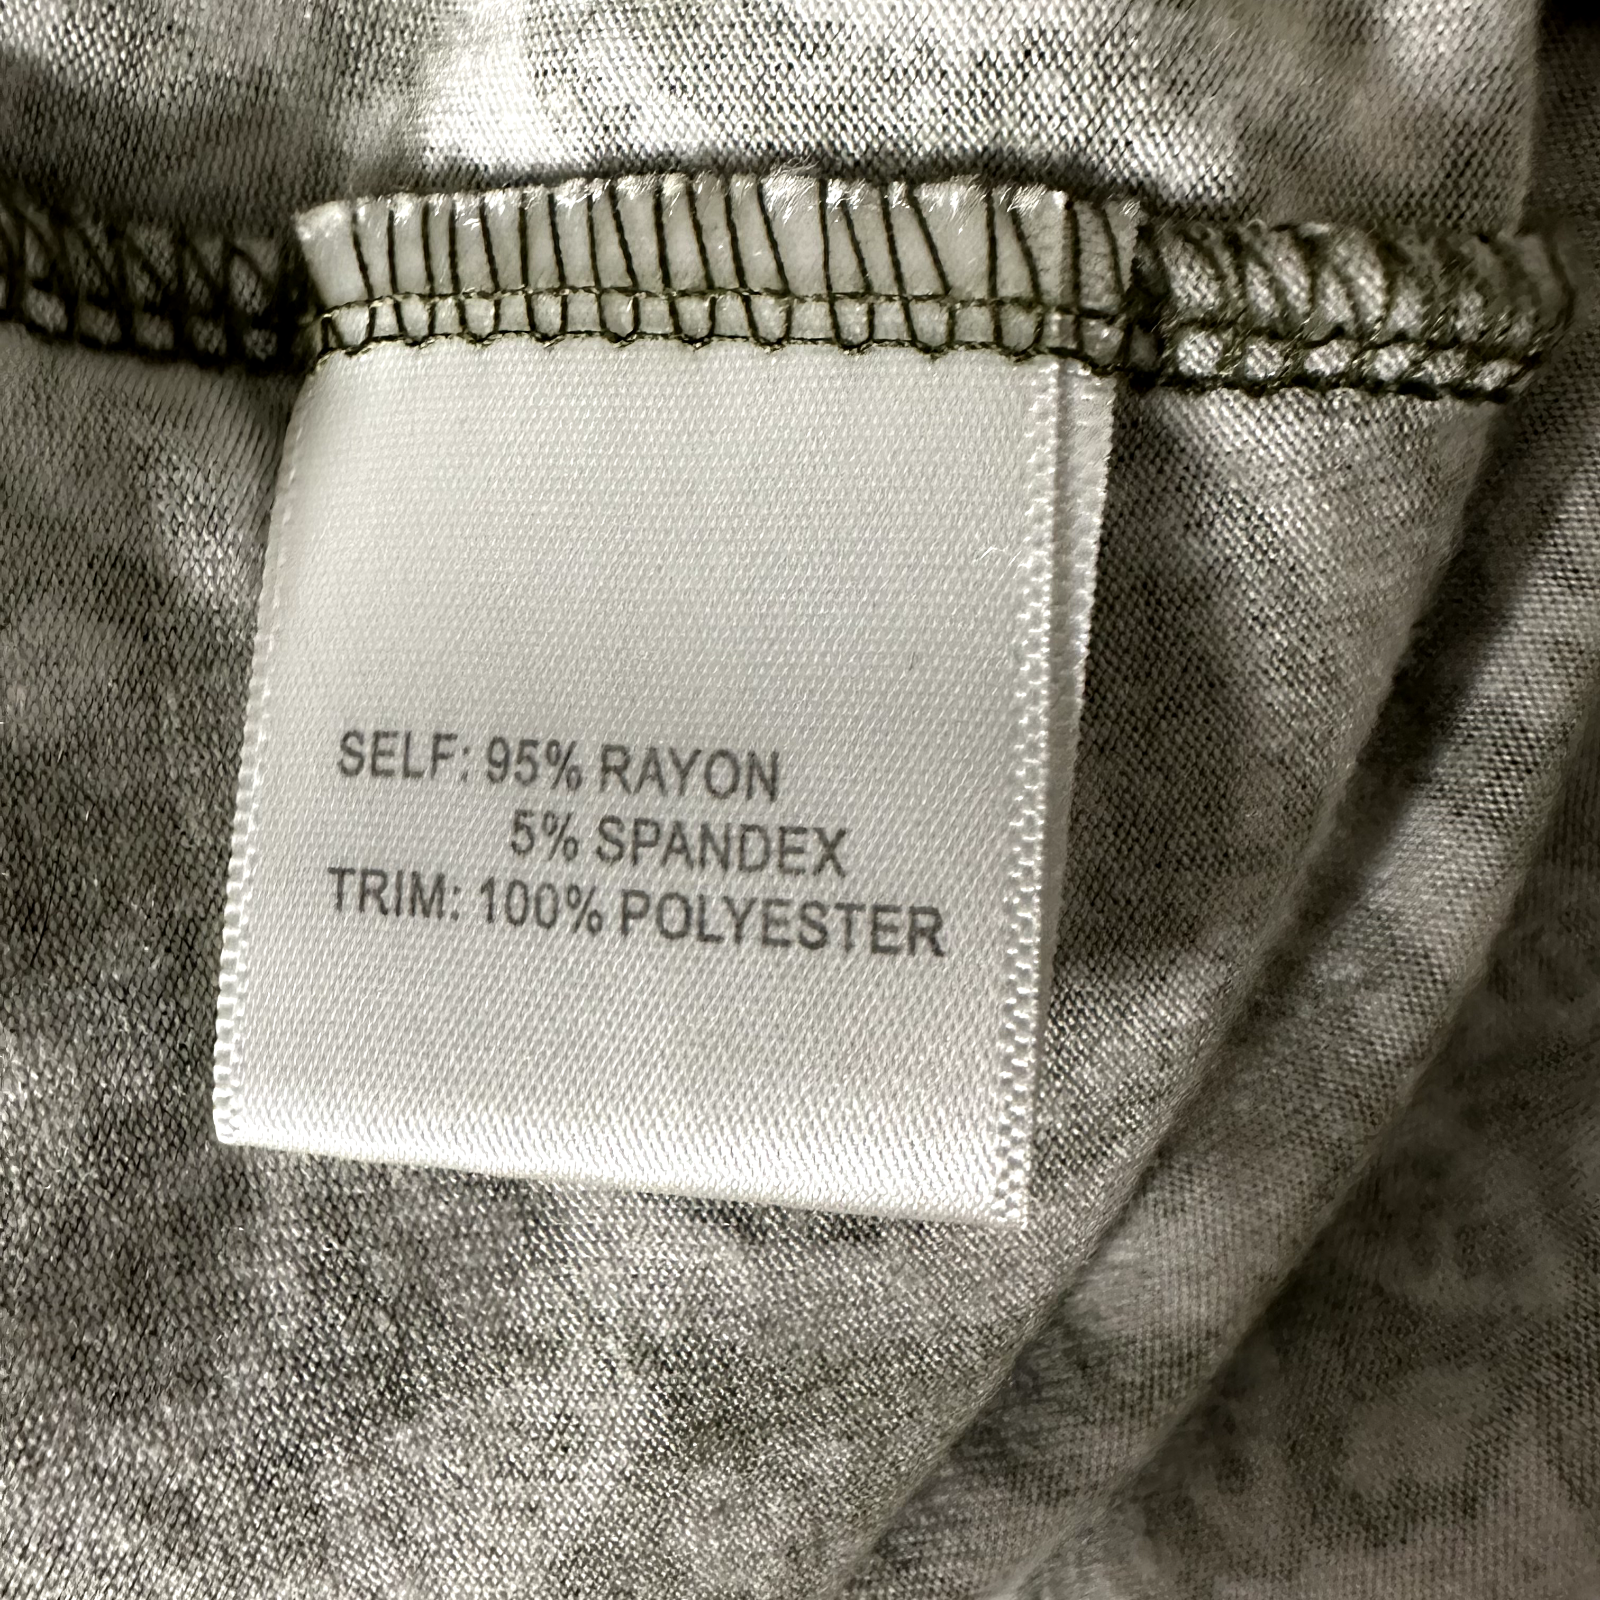 SELF: 95% RAYON
5% SPANDEX
TRIM: 100% POLYESTER